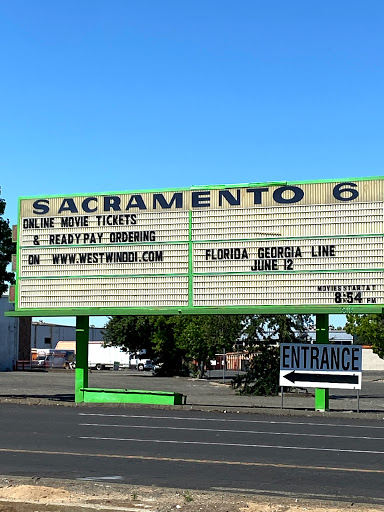 SACRAMENTO 6
ONLINE MOVIE TICKETS
& READYPAY ORDERING
ON WWW.WESTWINDDI.COM
FLORIDA GEORGIA LINE
JUNE 12
MOVIES START AT
8:54 PM
ENTRANCE